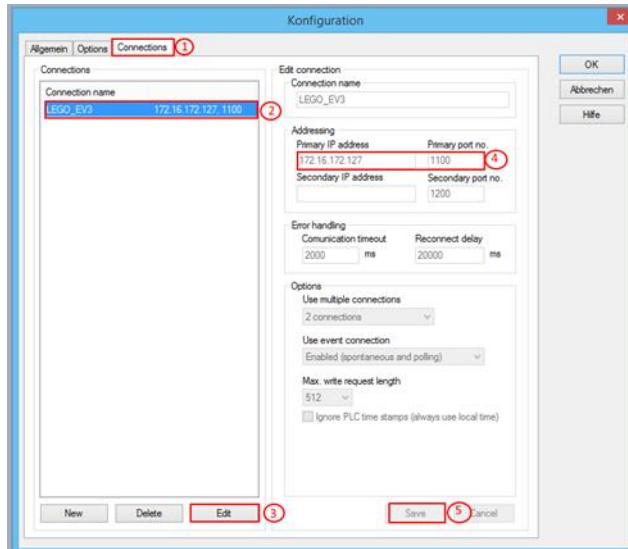 Konfiguration
x
Allgemein Options Connections 1
Connections
Connection name
LEGO_EV3 172.16.172.127, 1100 2
New Delete Edit 3
Edit connection
Connection name
LEGO_EV3
Addressing
Primary IP address Primary port no.
172.16.172.127 1100 4
Secondary IP address Secondary port no.
1200
Error handling
Comunication timeout Reconnect delay
2000 ms 20000 ms
Options
Use multiple connections
2 connections
Use event connection
Enabled (spontaneous and polling)
Max. write request length
512
Ignore PLC time stamps (always use local time)
Save 5 Cancel
OK
Abbrechen
Hilfe